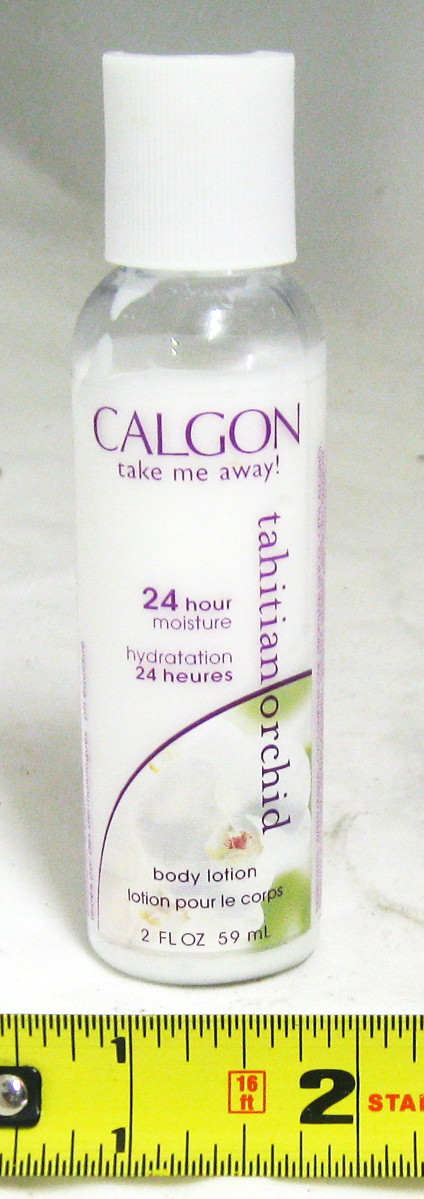 CALGON
take me away!
tahitian orchid
24 hour
moisture
hydratation
24 heures
body lotion
lotion pour le corps
2 FL OZ 59 mL
1
16
ft
2
1